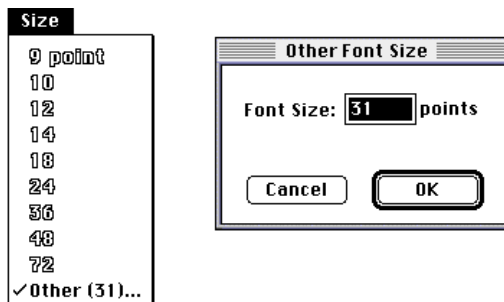 Size
9 point
10
12
14
18
24
36
48
72
✓Other (31)...
Other Font Size
Font Size: 31 points
Cancel OK